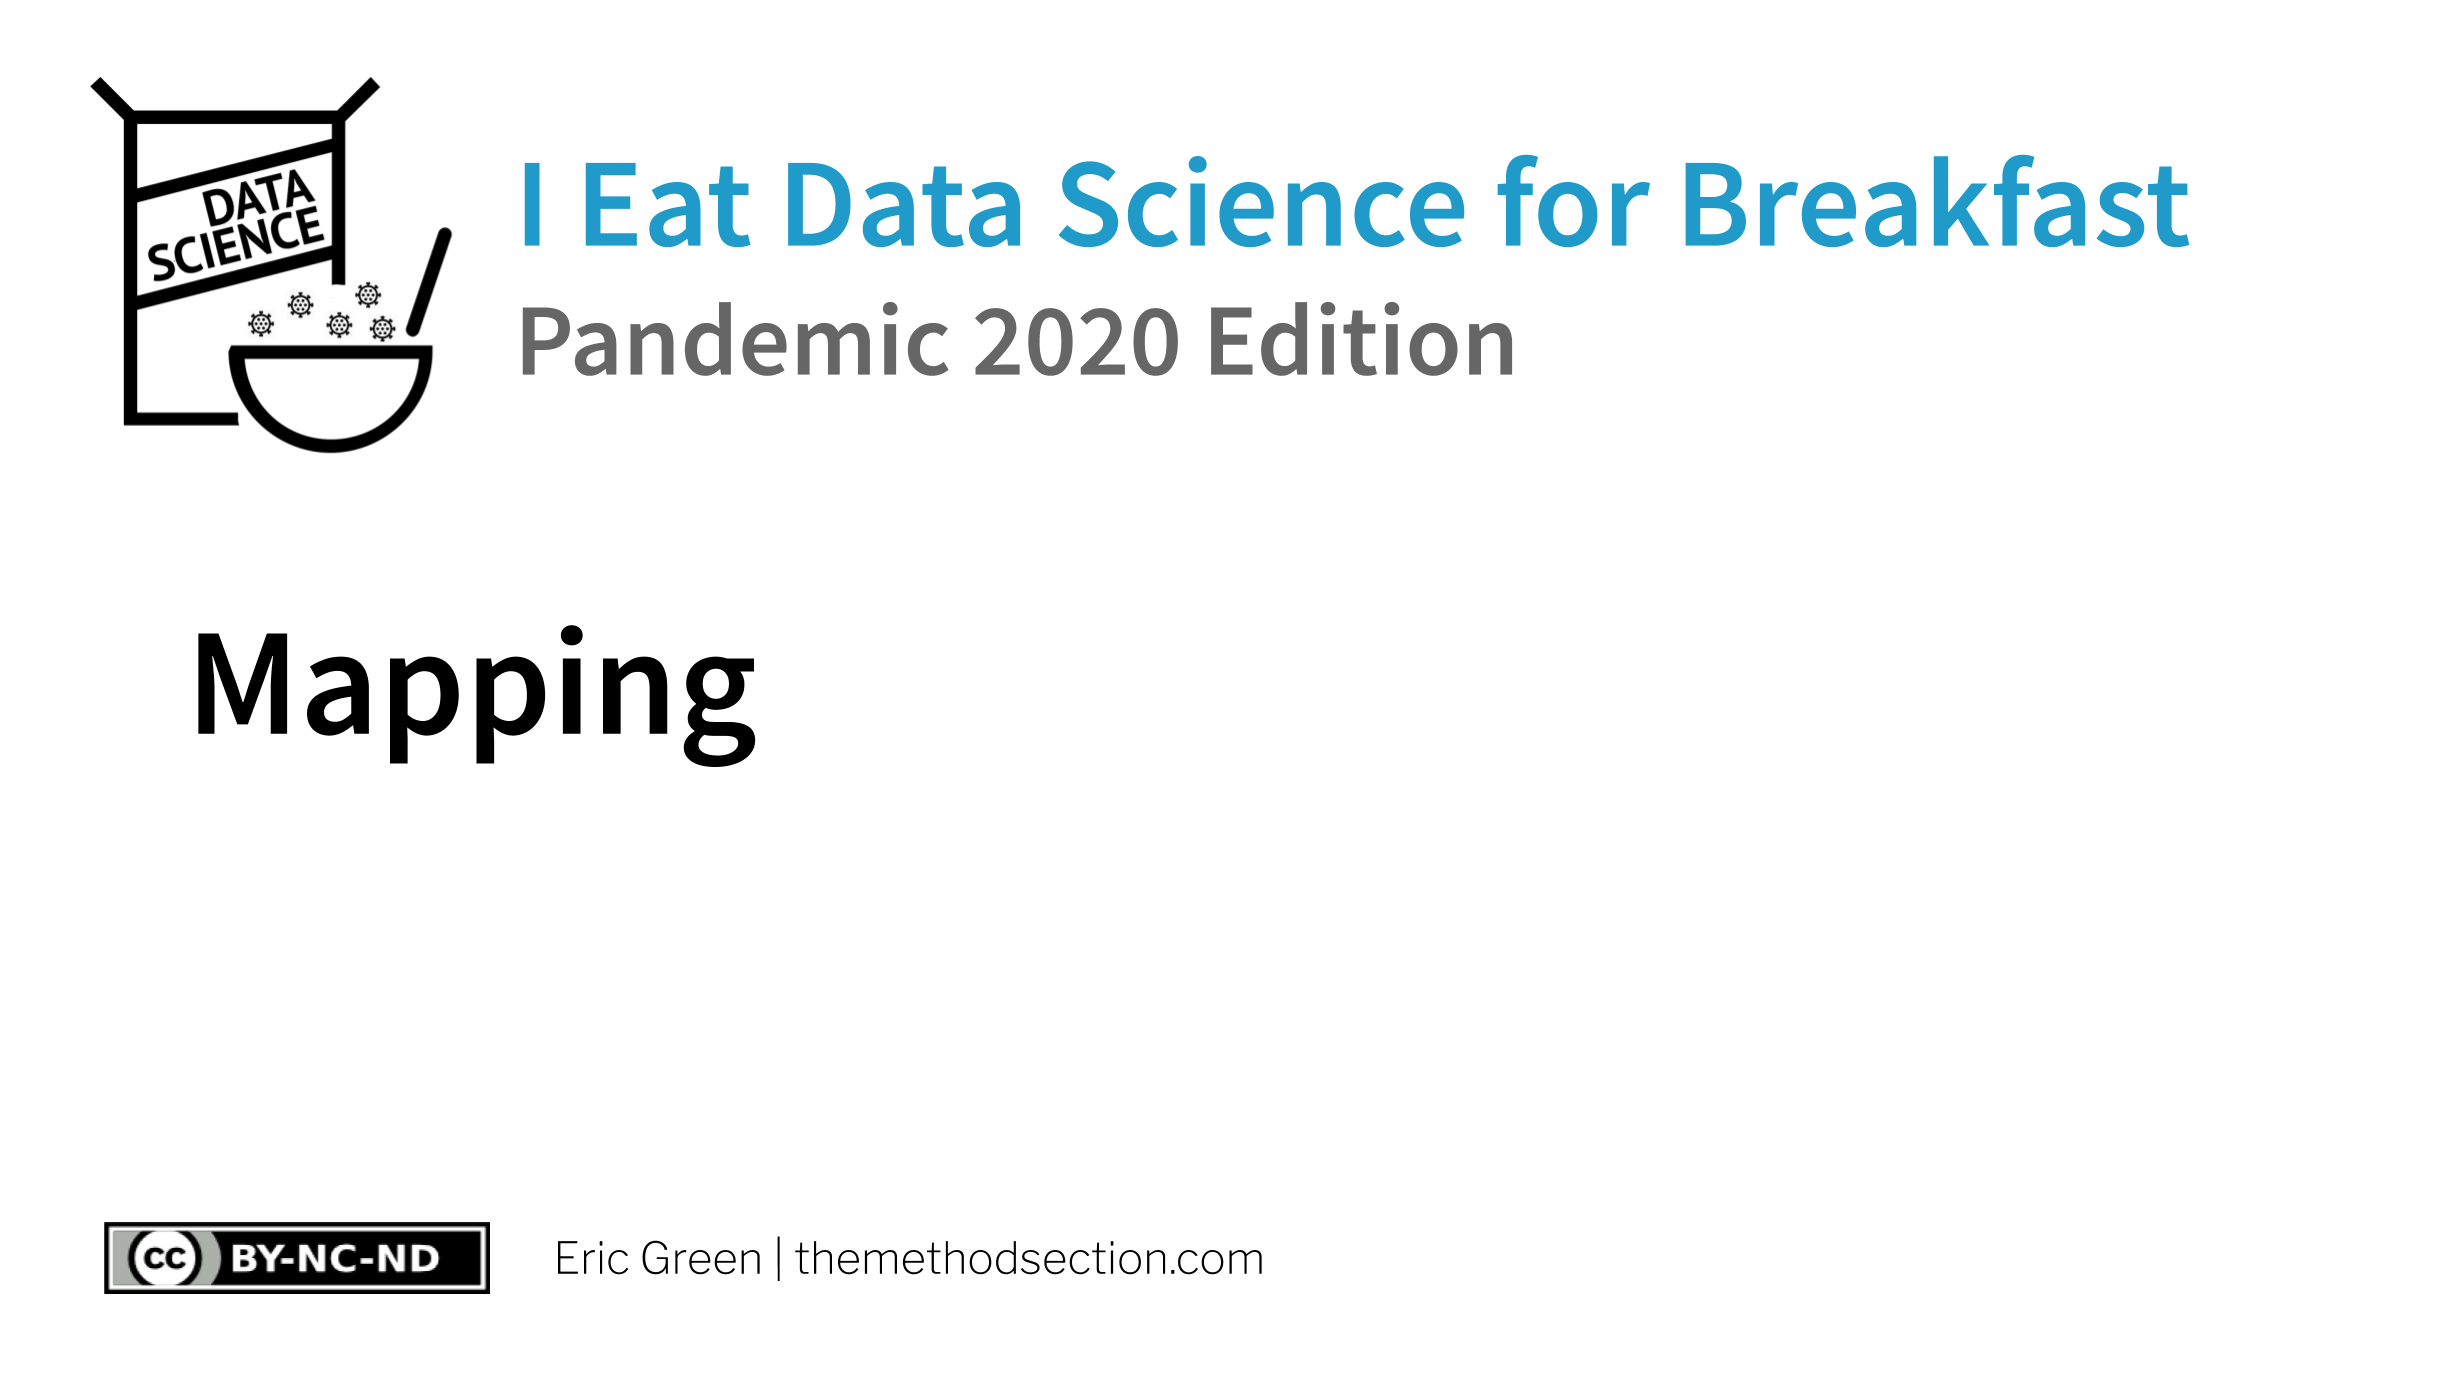 DATA
SCIENCE
I Eat Data Science for Breakfast
Pandemic 2020 Edition
Mapping
cc BY-NC-ND
Eric Green | themethodsection.com